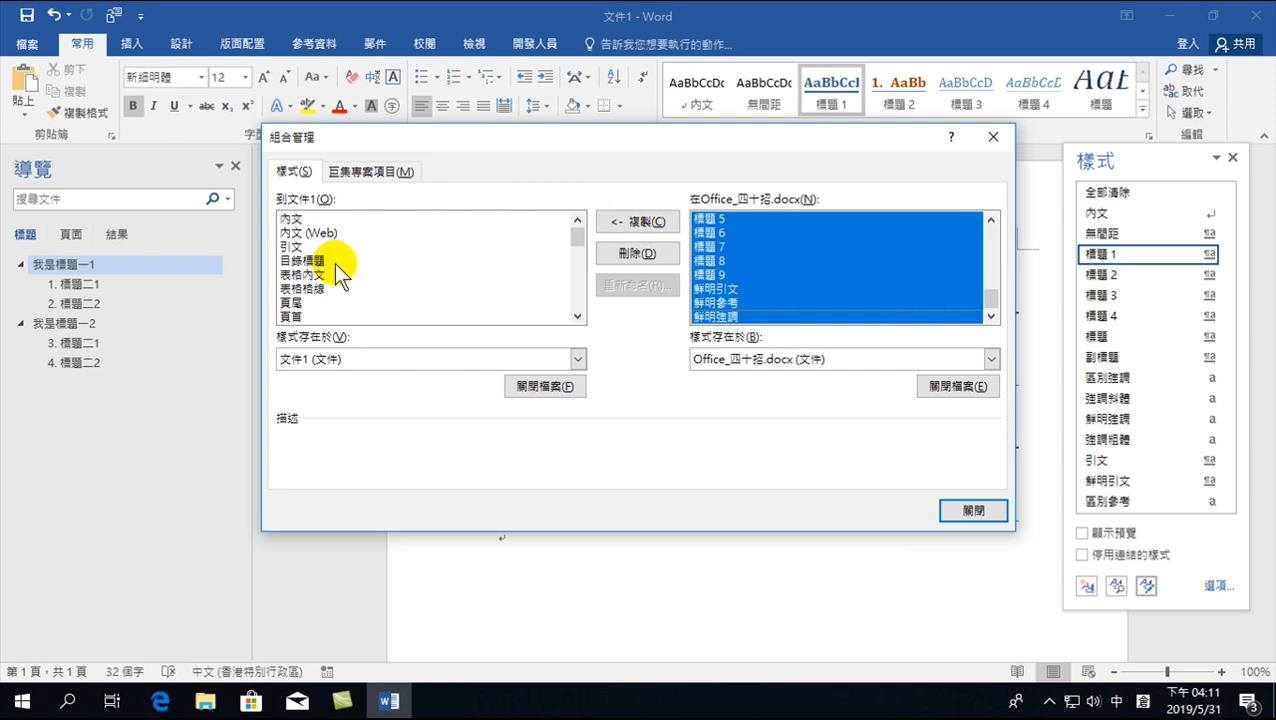 文件1 - Word
檔案 常用 插入 設計 版面配置 參考資料 郵件 校閱 檢視 開發人員 告訴我您想要執行的動作... 登入 共用
貼上 剪下 複製 複製格式
剪貼簿
新細明體 12 Aa 中文 A
B I U abc x₂ x² A A 字
AaBbCcDc AaBbCcDc AaBbCcl 1. AaBb AaBbCcD AaBbCcD AaB
內文 無間距 標題 1 標題 2 標題 3 標題 4 標題
尋找 取代 選取
編輯
導覽
搜尋文件
標題 頁面 結果
我是標題一1
1. 標題二1
2. 標題二2
我是標題一2
3. 標題二1
4. 標題二2
組合管理 ?
樣式(S) 巨集專案項目(M)
到文件1(O):
內文
內文 (Web)
引文
目錄標題
表格內文
表格格線
頁尾
頁首
樣式存在於(V):
文件1 (文件)
關閉檔案(F)
<- 複製(C)
刪除(D)
重新命名(R)...
在Office_四十招.docx(N):
標題 5
標題 6
標題 7
標題 8
標題 9
鮮明引文
鮮明參考
鮮明強調
樣式存在於(B):
Office_四十招.docx (文件)
關閉檔案(E)
描述
關閉
樣式
全部清除
內文
無間距
標題 1
標題 2
標題 3
標題 4
標題
副標題
區別強調
強調斜體
鮮明強調
強調粗體
引文
鮮明引文
區別參考
顯示預覽
停用連結的樣式
選項...
第 1 頁，共 1 頁 32 個字 中文 (香港特別行政區) 100%
中 倉 下午 04:11
2019/5/31
3